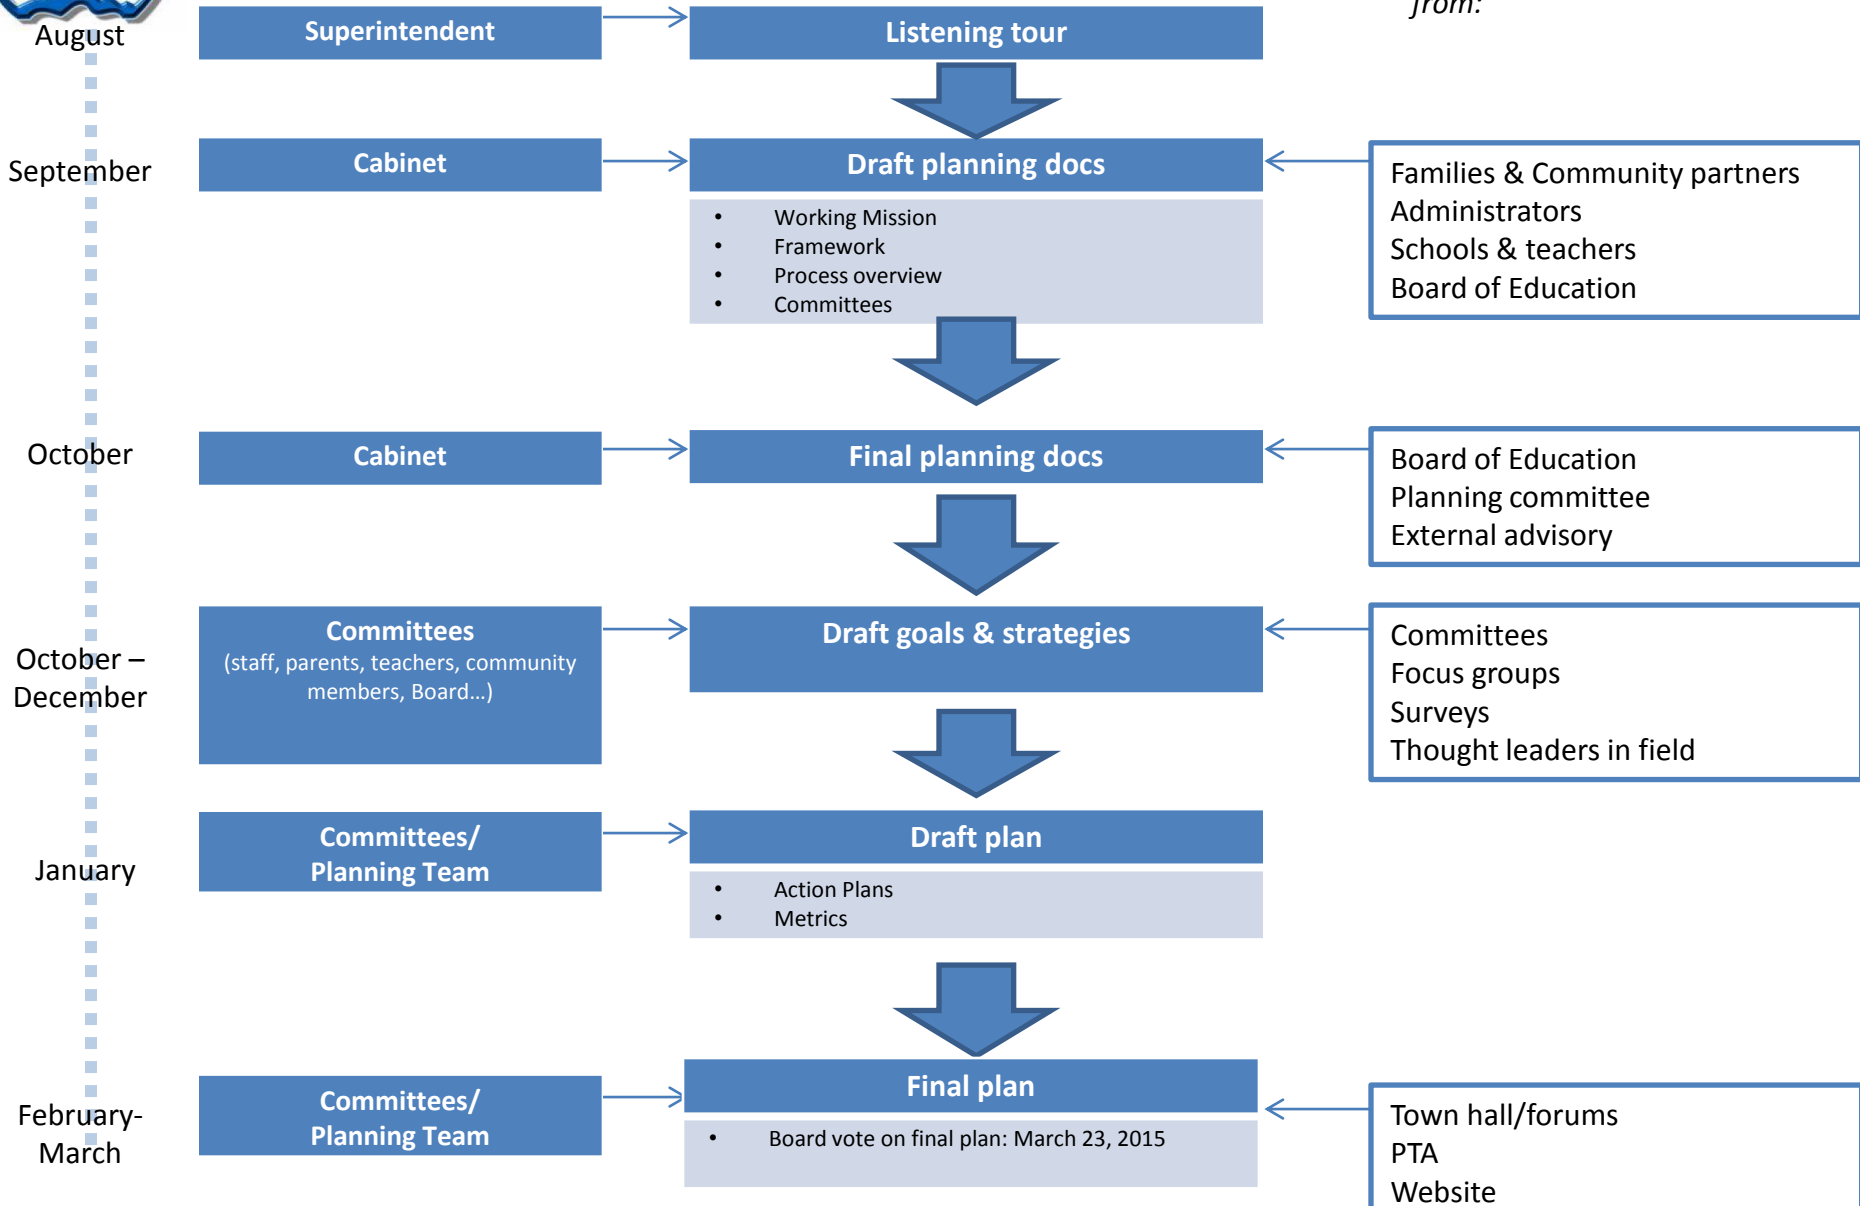 from:
August
Superintendent
Listening tour
September
Cabinet
Draft planning docs
• Working Mission
• Framework
• Process overview
• Committees
Families & Community partners
Administrators
Schools & teachers
Board of Education
October
Cabinet
Final planning docs
Board of Education
Planning committee
External advisory
October –
December
Committees
(staff, parents, teachers, community
members, Board…)
Draft goals & strategies
Committees
Focus groups
Surveys
Thought leaders in field
January
Committees/
Planning Team
Draft plan
• Action Plans
• Metrics
February-
March
Committees/
Planning Team
Final plan
• Board vote on final plan: March 23, 2015
Town hall/forums
PTA
Website